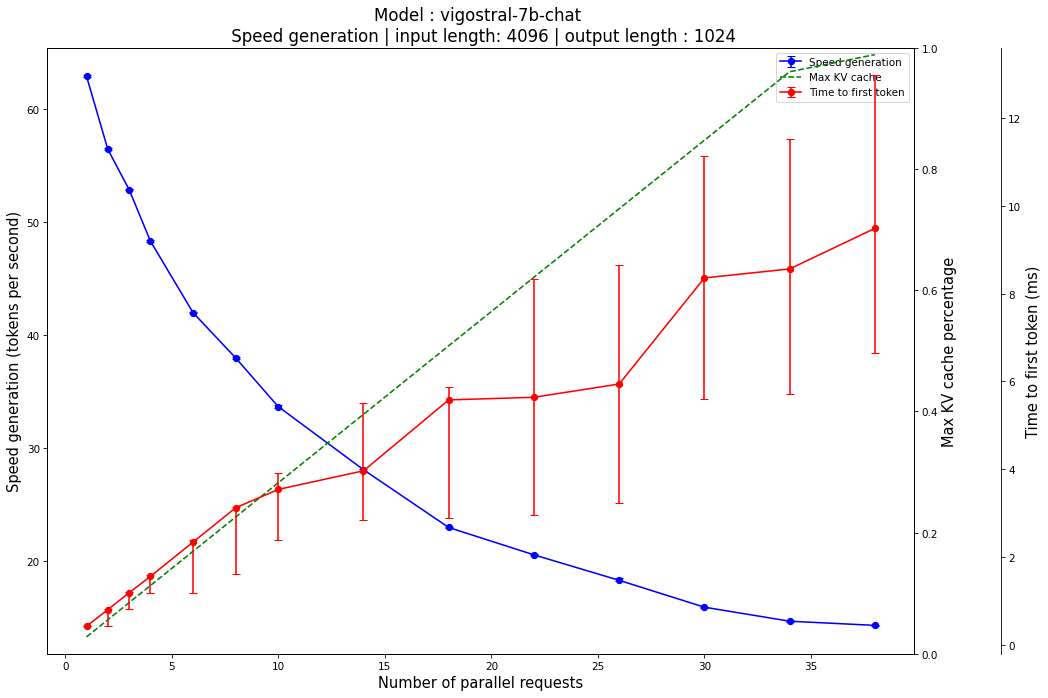 Model : vigostral-7b-chat
Speed generation | input length: 4096 | output length : 1024
Speed generation
Max KV cache
Time to first token
Speed generation (tokens per second)
60
50
40
30
20
1.0
0.8
0.6
0.4
0.2
0.0
Max KV cache percentage
12
10
8
6
4
2
0
Time to first token (ms)
0 5 10 15 20 25 30 35
Number of parallel requests